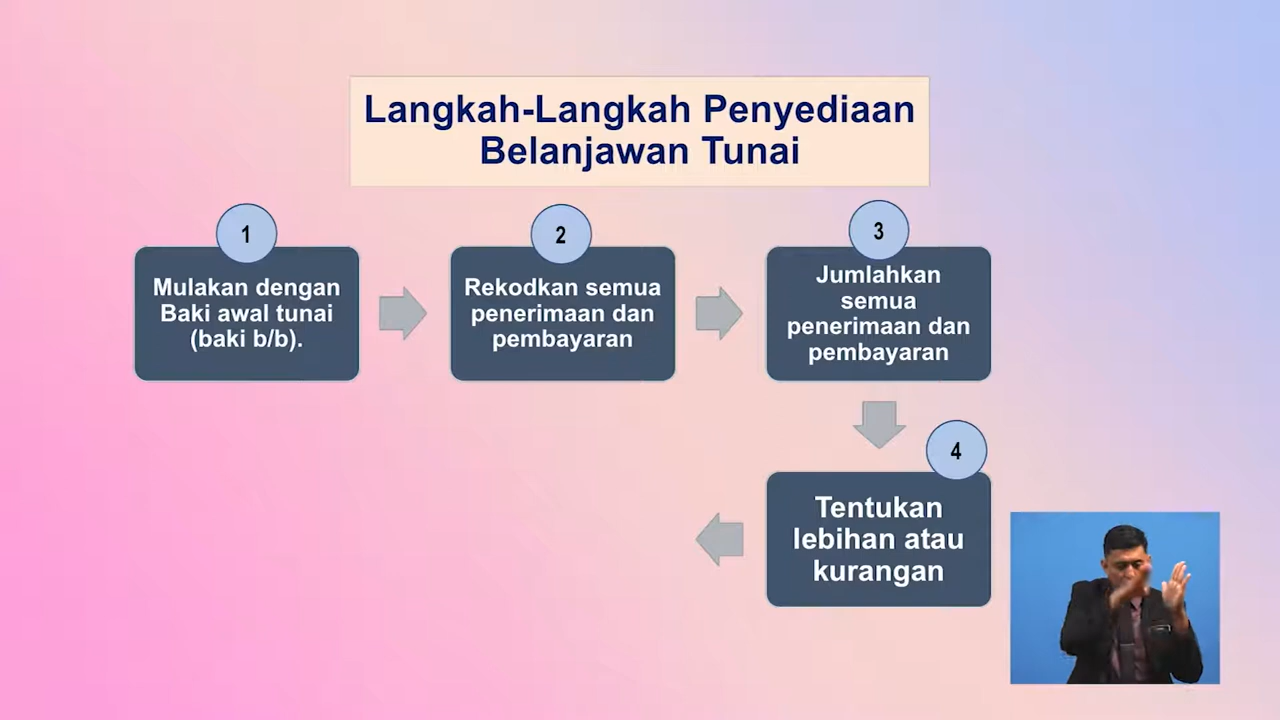 Langkah-Langkah Penyediaan
Belanjawan Tunai
1
Mulakan dengan
Baki awal tunai
(baki b/b).
2
Rekodkan semua
penerimaan dan
pembayaran
3
Jumlahkan
semua
penerimaan dan
pembayaran
4
Tentukan
lebihan atau
kurangan